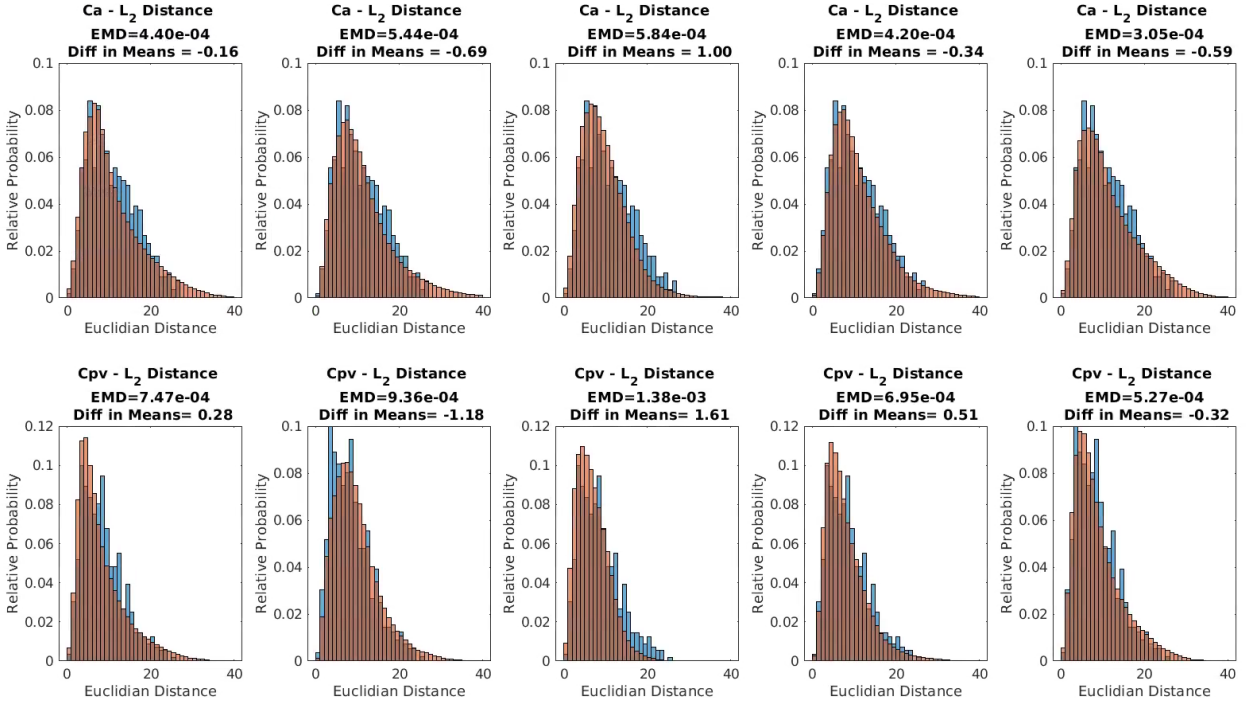 Ca - L2 Distance
EMD=4.40e-04
Diff in Means = -0.16
0.1
0.08
0.06
0.04
0.02
0
Relative Probability
0 20 40
Euclidian Distance
Ca - L2 Distance
EMD=5.44e-04
Diff in Means = -0.69
0.1
0.08
0.06
0.04
0.02
0
Relative Probability
0 20 40
Euclidian Distance
Ca - L2 Distance
EMD=5.84e-04
Diff in Means = 1.00
0.1
0.08
0.06
0.04
0.02
0
Relative Probability
0 20 40
Euclidian Distance
Ca - L2 Distance
EMD=4.20e-04
Diff in Means = -0.34
0.1
0.08
0.06
0.04
0.02
0
Relative Probability
0 20 40
Euclidian Distance
Ca - L2 Distance
EMD=3.05e-04
Diff in Means = -0.59
0.1
0.08
0.06
0.04
0.02
0
Relative Probability
0 20 40
Euclidian Distance
Cpv - L2 Distance
EMD=7.47e-04
Diff in Means= 0.28
0.12
0.1
0.08
0.06
0.04
0.02
0
Relative Probability
0 20 40
Euclidian Distance
Cpv - L2 Distance
EMD=9.36e-04
Diff in Means= -1.18
0.1
0.08
0.06
0.04
0.02
0
Relative Probability
0 20 40
Euclidian Distance
Cpv - L2 Distance
EMD=1.38e-03
Diff in Means= 1.61
0.12
0.1
0.08
0.06
0.04
0.02
0
Relative Probability
0 20 40
Euclidian Distance
Cpv - L2 Distance
EMD=6.95e-04
Diff in Means= 0.51
0.12
0.1
0.08
0.06
0.04
0.02
0
Relative Probability
0 20 40
Euclidian Distance
Cpv - L2 Distance
EMD=5.27e-04
Diff in Means= -0.32
0.1
0.08
0.06
0.04
0.02
0
Relative Probability
0 20 40
Euclidian Distance